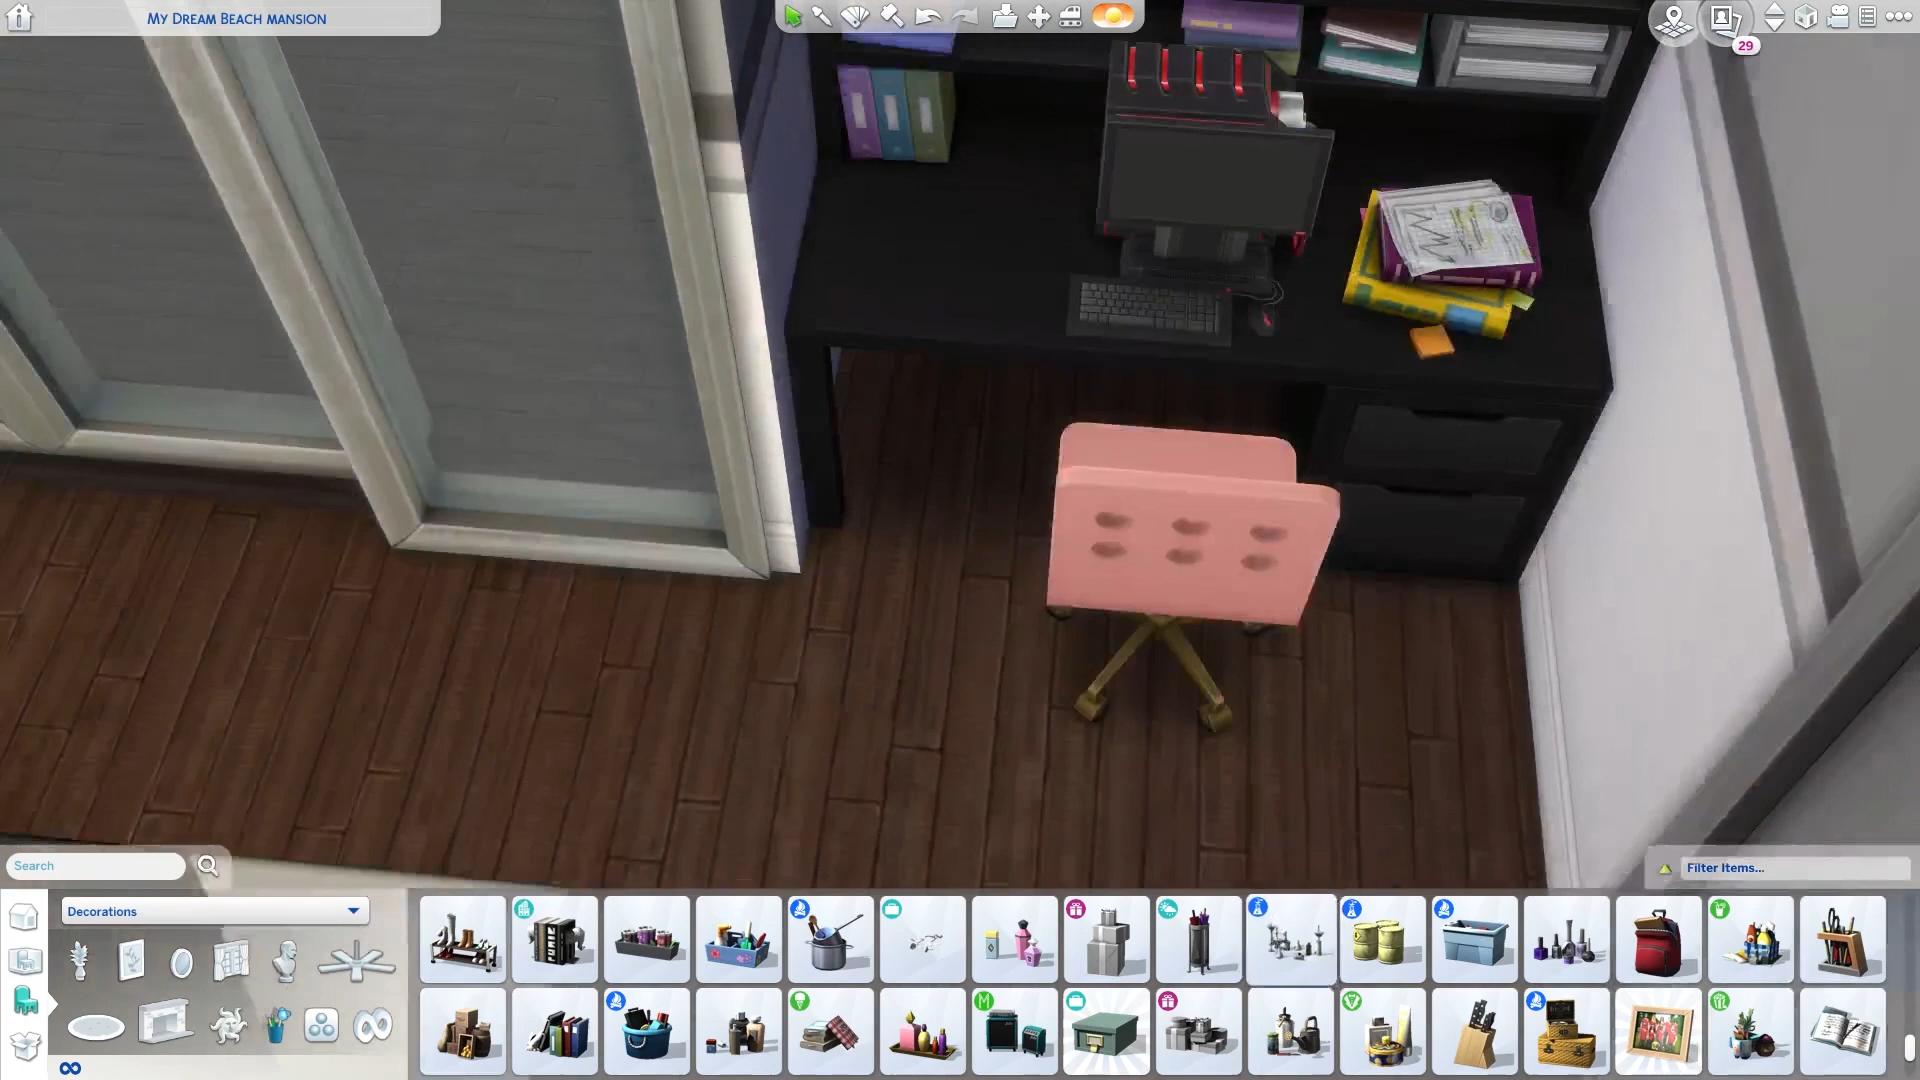 My Dream Beach mansion
29
Search
Filter Items...
Decorations
M